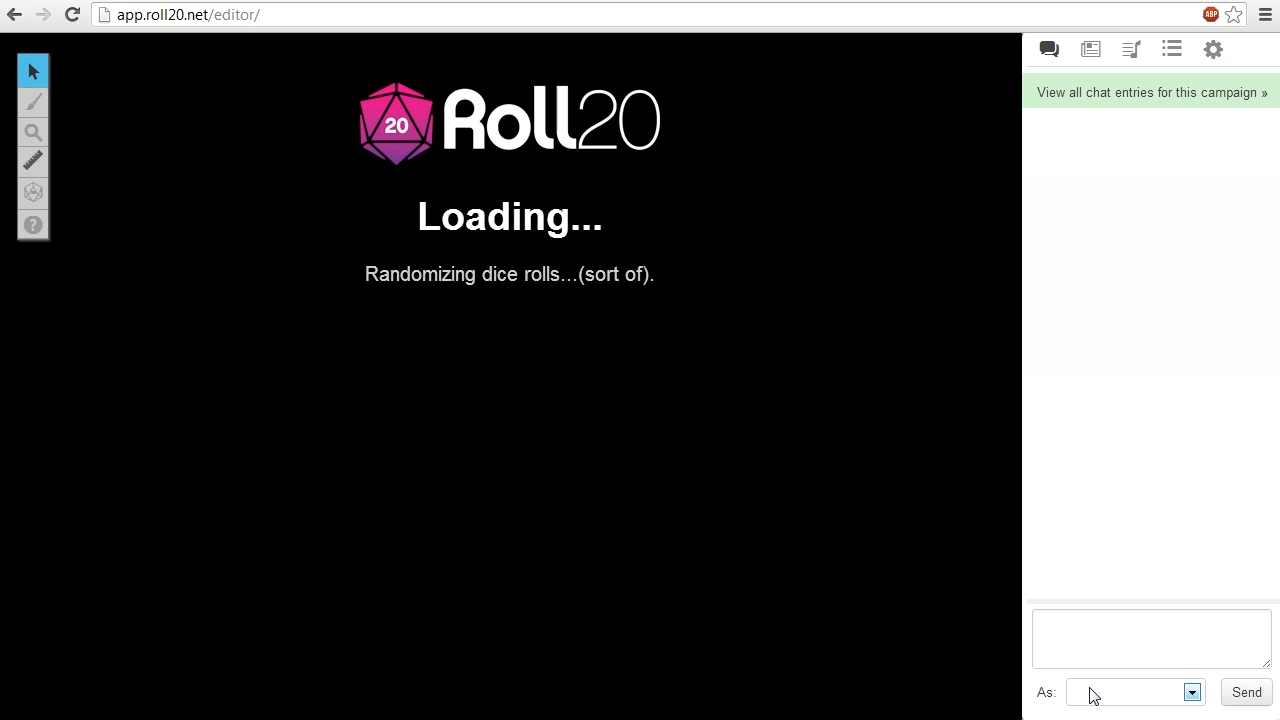 app.roll20.net/editor/
ABP
20
Roll20
Loading...
Randomizing dice rolls...(sort of).
?
View all chat entries for this campaign »
As:
Send